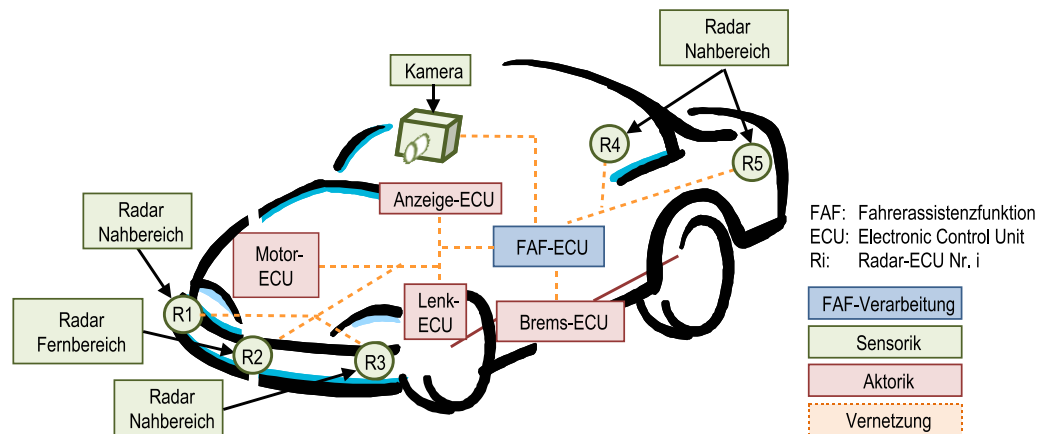 Radar
Nahbereich
Kamera
R4
R5
Radar
Nahbereich
Anzeige-ECU
Motor-
ECU
FAF-ECU
Lenk-
ECU
Brems-ECU
R1
Radar
Fernbereich
R2
R3
Radar
Nahbereich
FAF: Fahrerassistenzfunktion
ECU: Electronic Control Unit
Ri: Radar-ECU Nr. i
FAF-Verarbeitung
Sensorik
Aktorik
Vernetzung